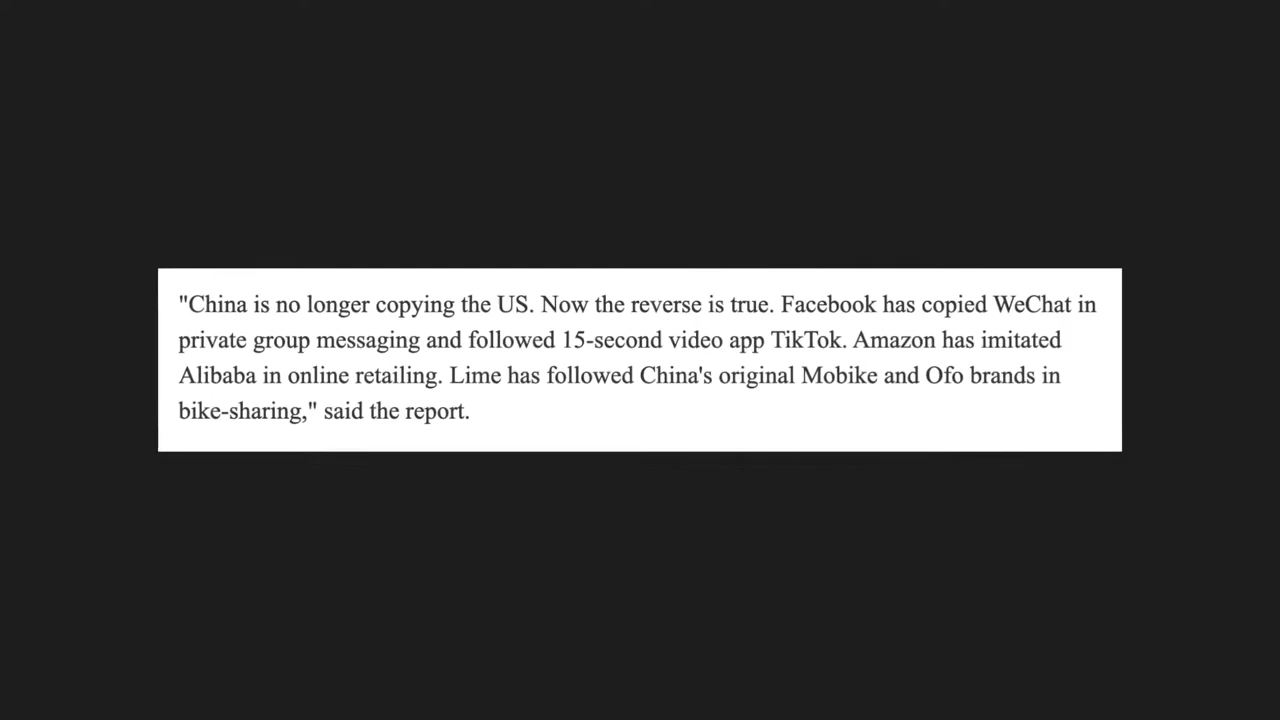 "China is no longer copying the US. Now the reverse is true. Facebook has copied WeChat in
private group messaging and followed 15-second video app TikTok. Amazon has imitated
Alibaba in online retailing. Lime has followed China's original Mobike and Ofo brands in
bike-sharing," said the report.